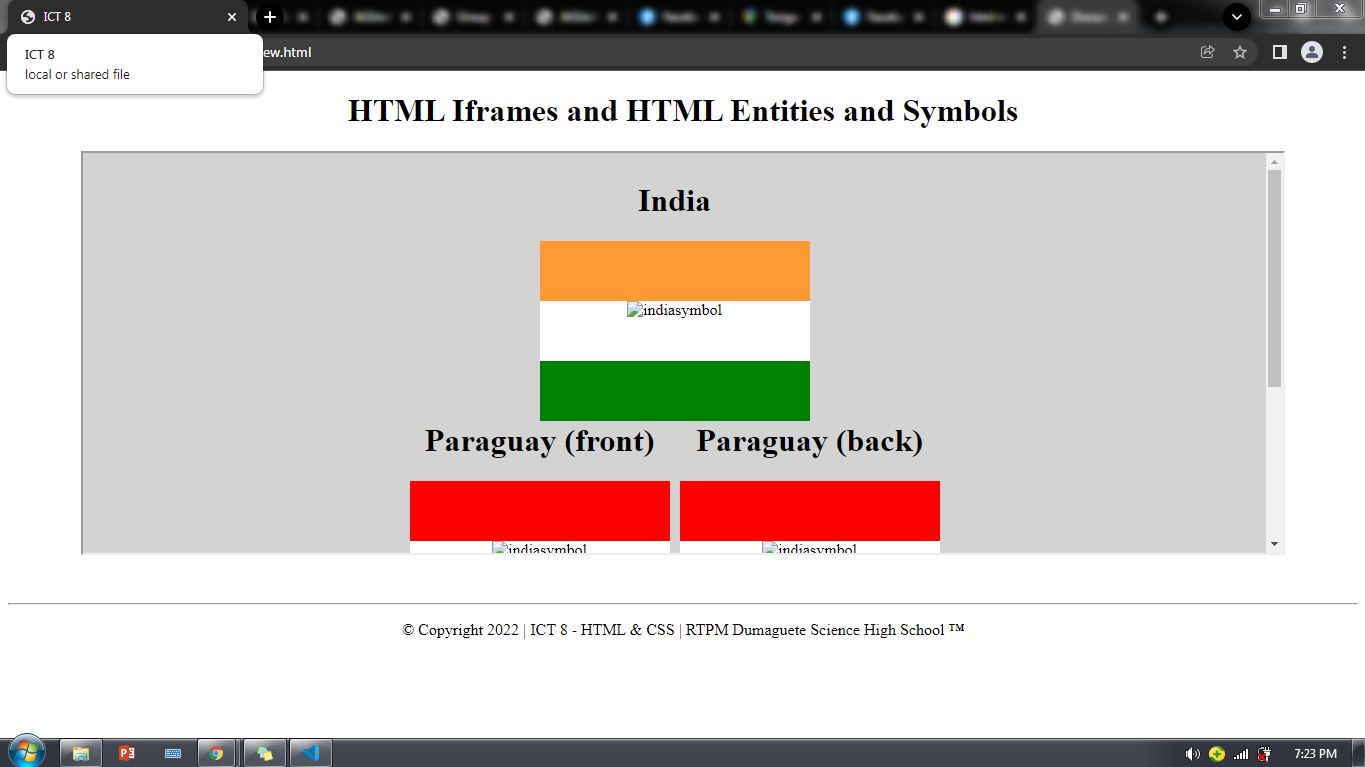 ICT 8
ICT 8
local or shared file
ew.html
HTML Iframes and HTML Entities and Symbols
India
indiasymbol
Paraguay (front) Paraguay (back)
indiasymbol indiasymbol
© Copyright 2022 | ICT 8 - HTML & CSS | RTPM Dumaguete Science High School ™
7:23 PM